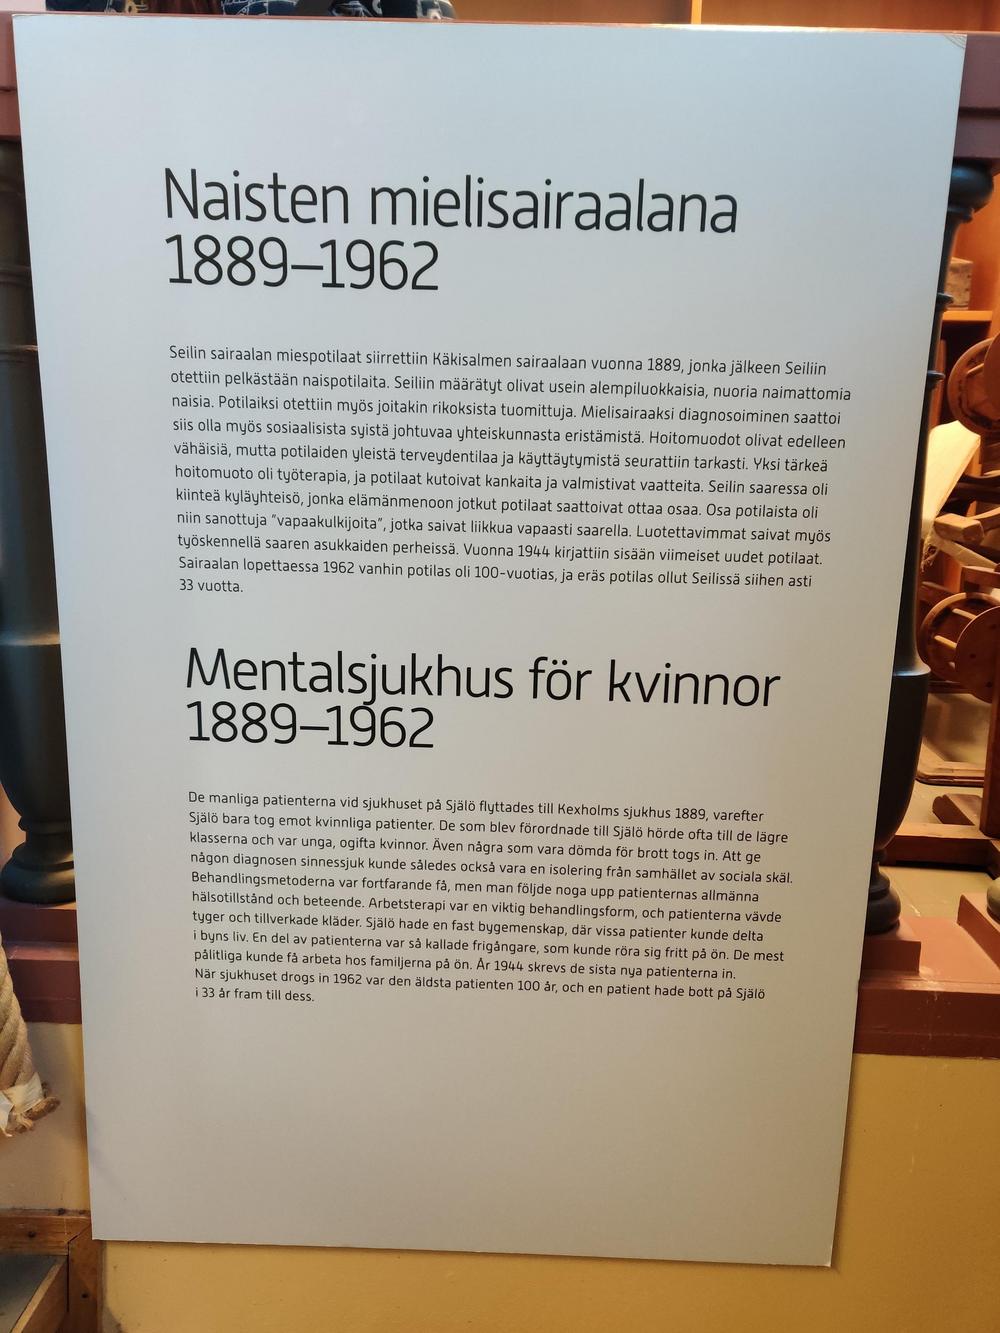 Naisten mielisairaalana
1889–1962
Seilin sairaalan miespotilaat siirrettiin Käkisalmen sairaalaan vuonna 1889, jonka jälkeen Seiliin
otettiin pelkästään naispotilaita. Seiliin määrätyt olivat usein alempiluokkaisia, nuoria naimattomia
naisia. Potilaiksi otettiin myös joitakin rikoksista tuomittuja. Mielisairaaksi diagnosoiminen saattoi
siis olla myös sosiaalisista syistä johtuvaa yhteiskunnasta eristämistä. Hoitomuodot olivat edelleen
vähäisiä, mutta potilaiden yleistä terveydentilaa ja käyttäytymistä seurattiin tarkasti. Yksi tärkeä
hoitomuoto oli työterapia, ja potilaat kutoivat kankaita ja valmistivat vaatteita. Seilin saaressa oli
kiinteä kyläyhteisö, jonka elämänmenoon jotkut potilaat saattoivat ottaa osaa. Osa potilaista oli
niin sanottuja "vapaakulkijoita", jotka saivat liikkua vapaasti saarella. Luotettavimmat saivat myös
työskennellä saaren asukkaiden perheissä. Vuonna 1944 kirjattiin sisään viimeiset uudet potilaat.
Sairaalan lopettaessa 1962 vanhin potilas oli 100-vuotias, ja eräs potilas ollut Seilissä siihen asti
33 vuotta.
Mentalsjukhus för kvinnor
1889–1962
De manliga patienterna vid sjukhuset på Själö flyttades till Kexholms sjukhus 1889, varefter
Själö bara tog emot kvinnliga patienter. De som blev förordnade till Själö hörde ofta till de lägre
klasserna och var unga, ogifta kvinnor. Även några som vara dömda för brott togs in. Att ge
någon diagnosen sinnessjuk kunde således också vara en isolering från samhället av sociala skäl.
Behandlingsmetoderna var fortfarande få, men man följde noga upp patienternas allmänna
hälsotillstånd och beteende. Arbetsterapi var en viktig behandlingsform, och patienterna vävde
tyger och tillverkade kläder. Själö hade en fast bygemenskap, där vissa patienter kunde delta
i byns liv. En del av patienterna var så kallade frigångare, som kunde röra sig fritt på ön. De mest
pålitliga kunde få arbeta hos familjerna på ön. År 1944 skrevs de sista nya patienterna in.
När sjukhuset drogs in 1962 var den äldsta patienten 100 år, och en patient hade bott på Själö
i 33 år fram till dess.